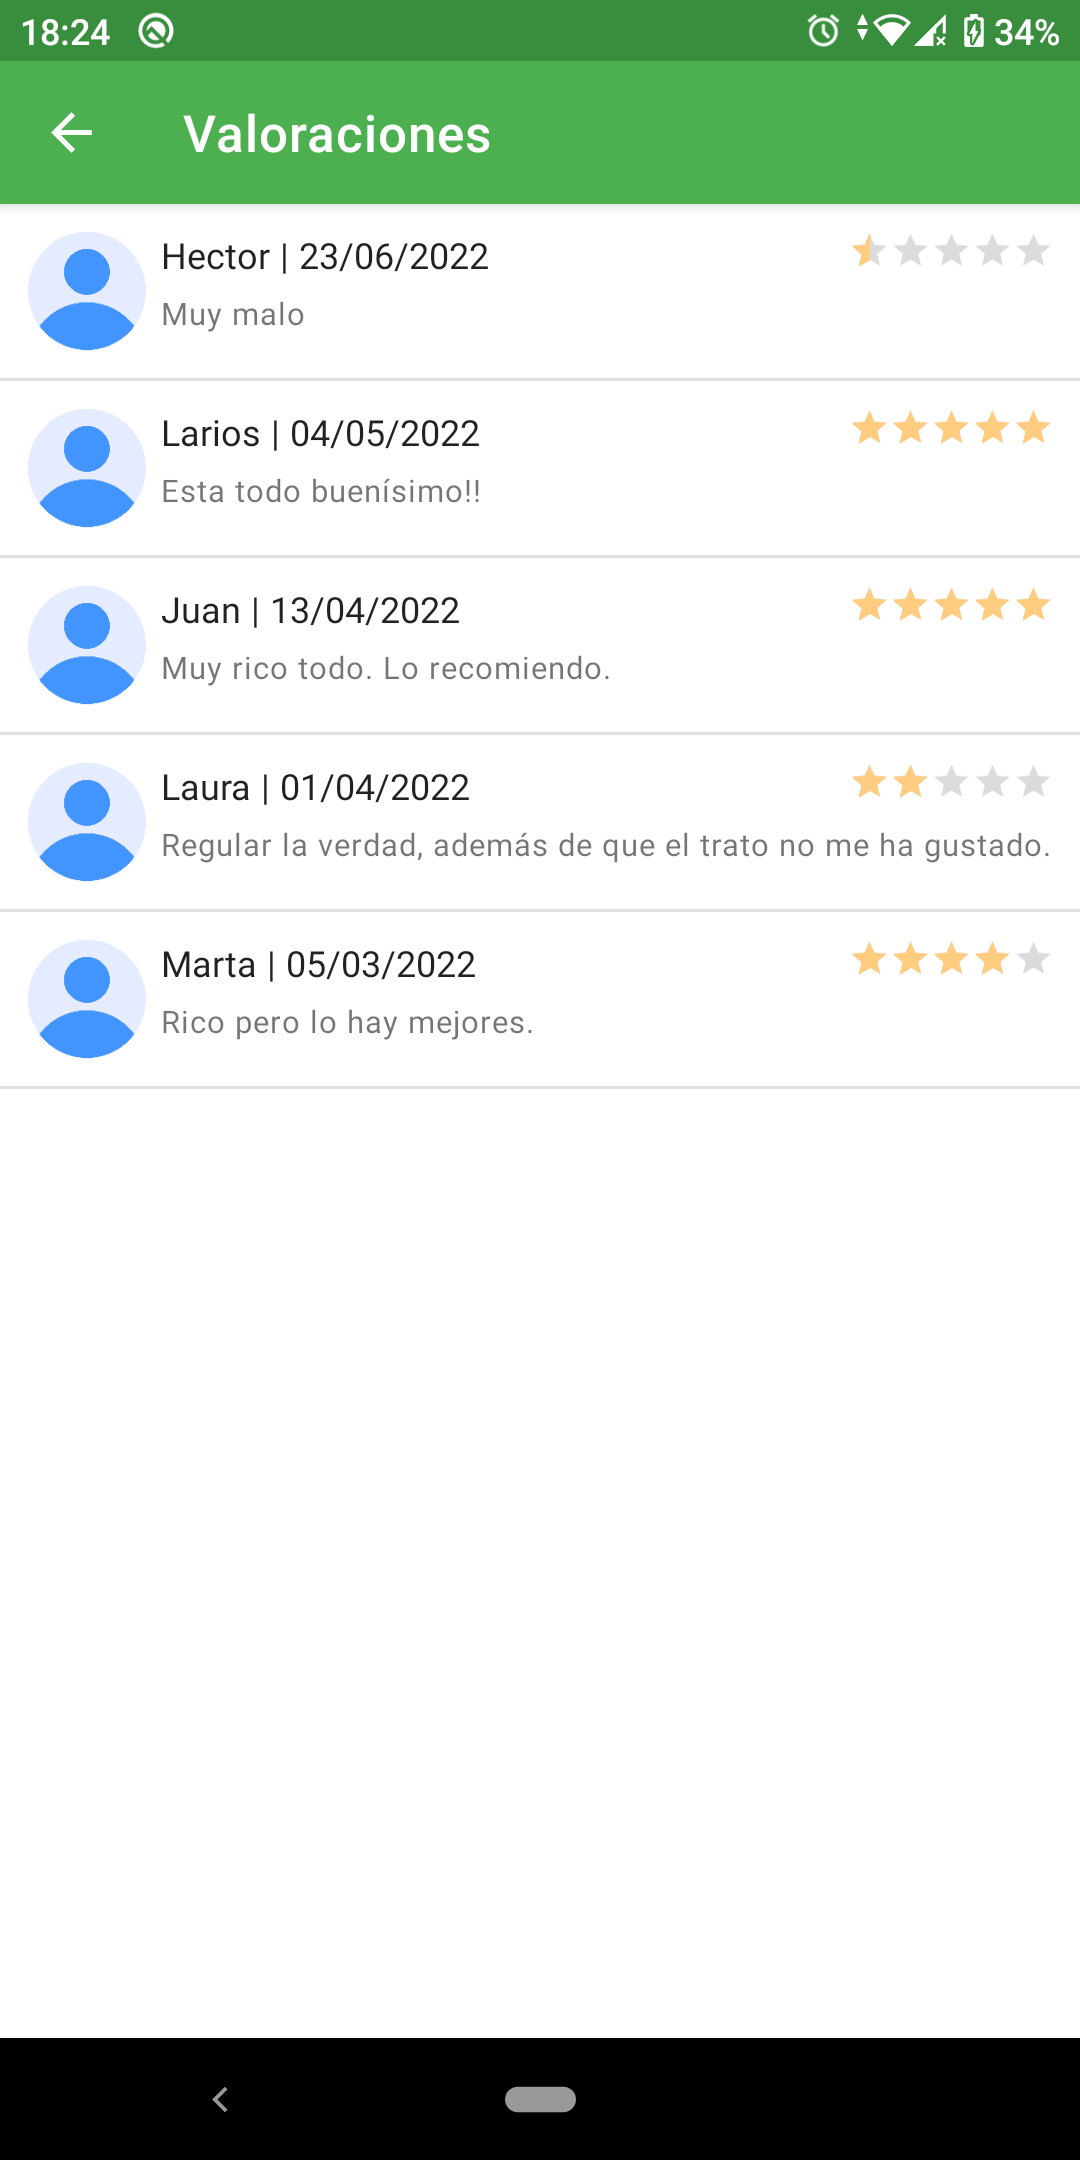 18:24 34%
Valoraciones
Hector | 23/06/2022
Muy malo
Larios | 04/05/2022
Esta todo buenísimo!!
Juan | 13/04/2022
Muy rico todo. Lo recomiendo.
Laura | 01/04/2022
Regular la verdad, además de que el trato no me ha gustado.
Marta | 05/03/2022
Rico pero lo hay mejores.